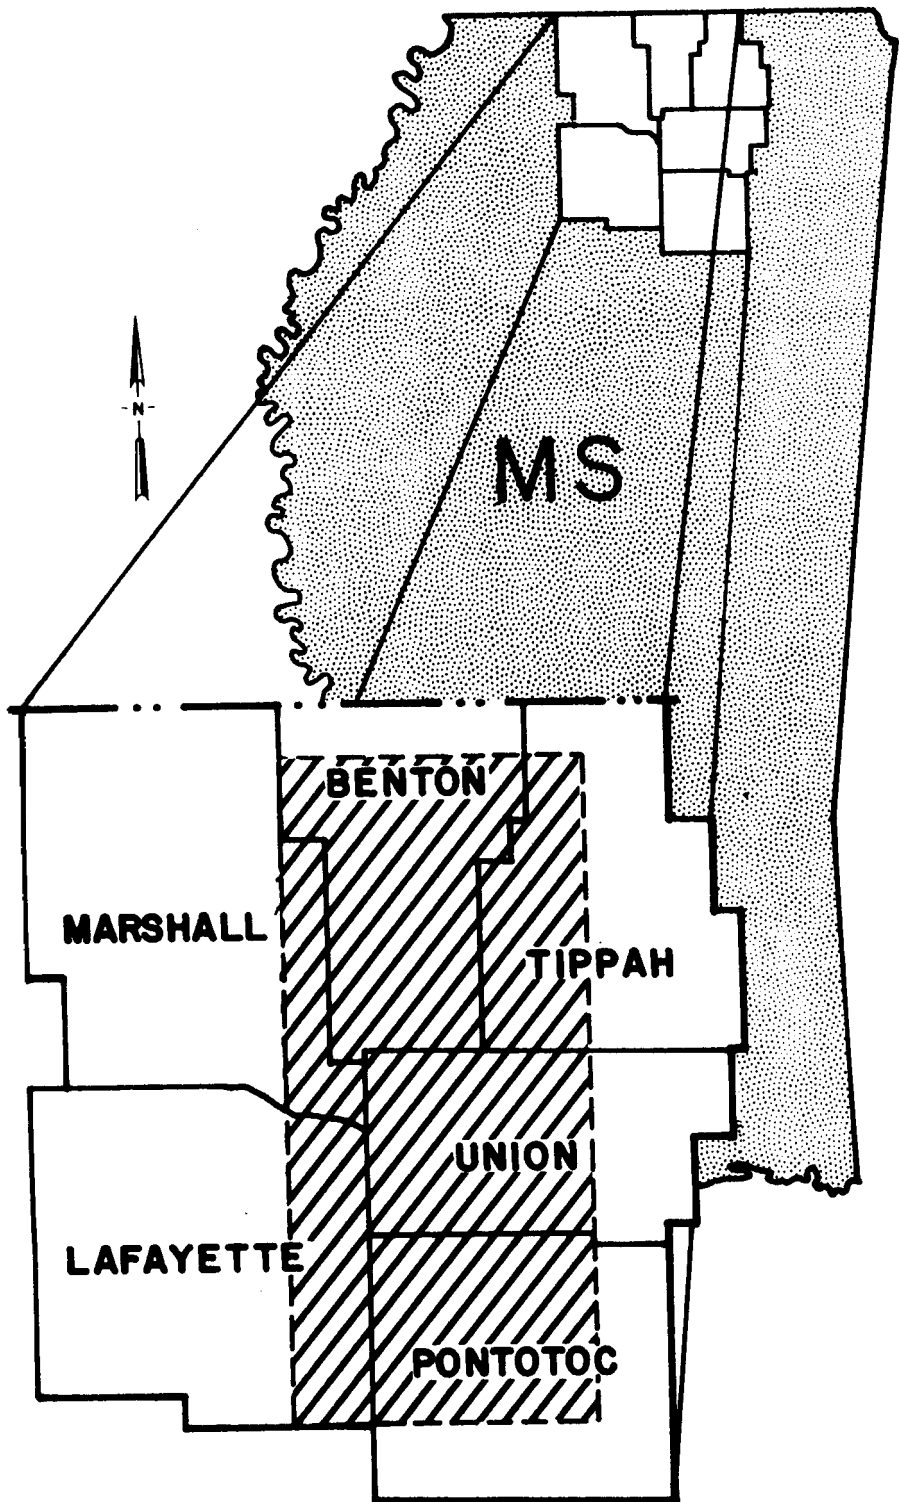 N
MS
BENTON
MARSHALL
TIPPAH
UNION
LAFAYETTE
PONTOTOC